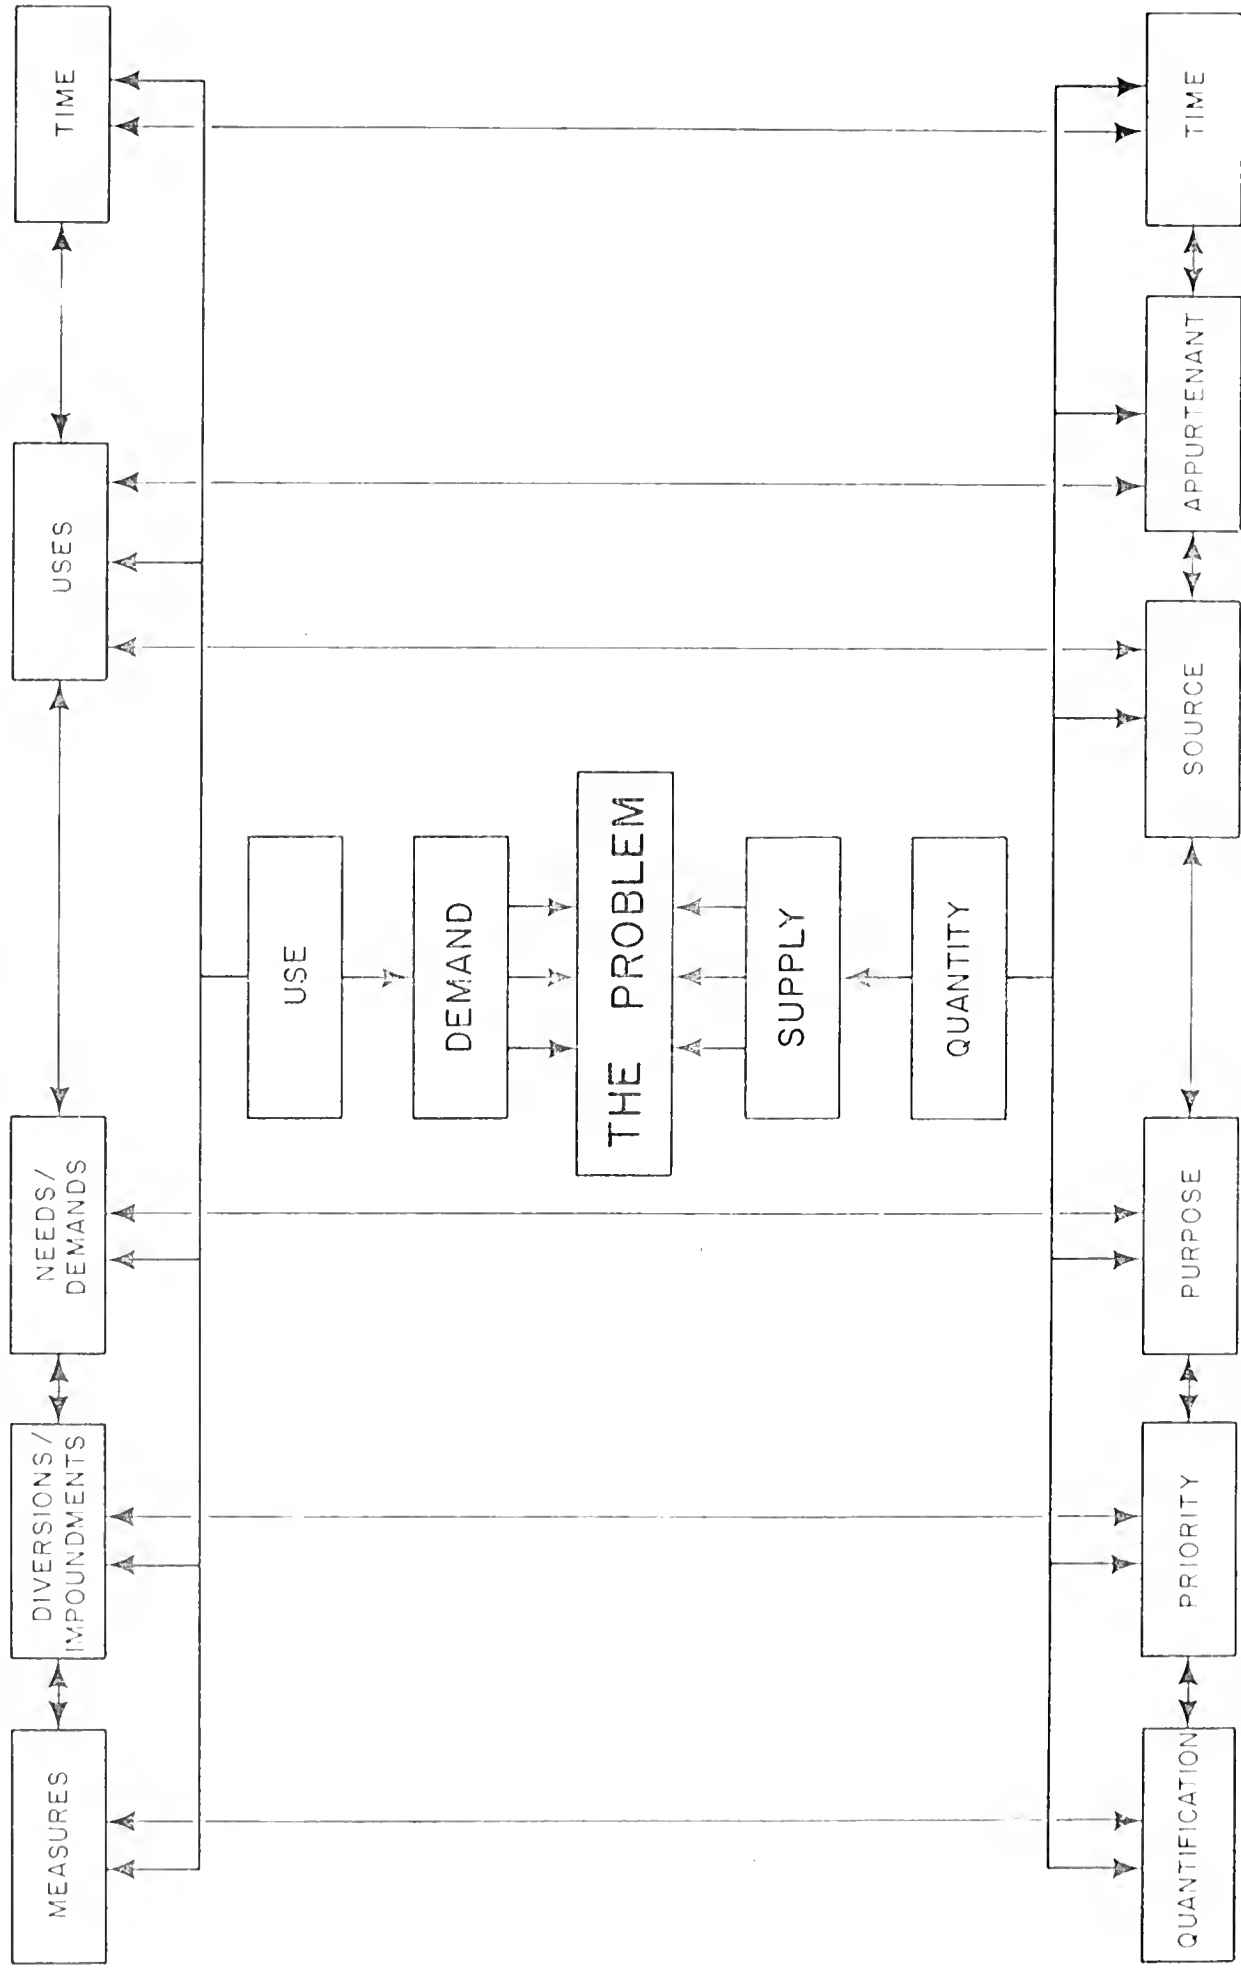 MEASURES
DIVERSIONS/
IMPOUNDMENTS
NEEDS/
DEMANDS
USES
TIME
USE
DEMAND
THE PROBLEM
SUPPLY
QUANTITY
QUANTIFICATION
PRIORITY
PURPOSE
SOURCE
APPURTENANT
TIME